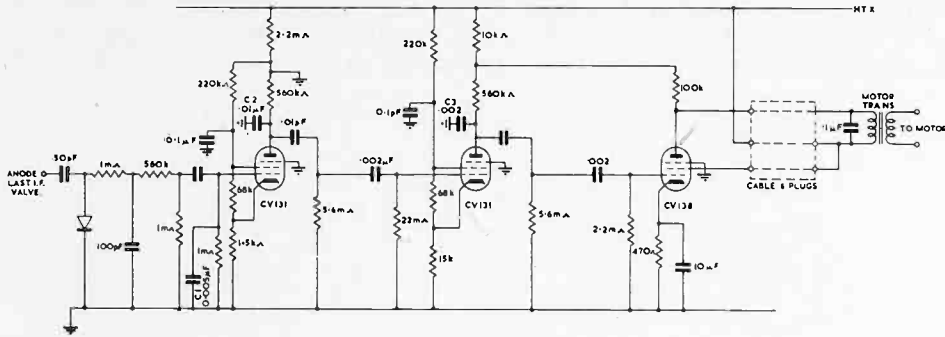 HT X
2·2mΩ
220k
10kΩ
220kΩ
C2
·01μF
560kΩ
·01μF
0·1μF
C3
·002
560kΩ
100k
MOTOR
TRANS
·1μF
TO MOTOR
CABLE & PLUGS
·0·1μF
50pF
1mΩ
560k
ANODE
LAST I.F.
VALVE.
68k
CV131
·002μF
68k
CV131
·002
CV138
100pF
1mΩ
C1
0·005μF
1mΩ
1·5kΩ
5·6mΩ
22mΩ
15k
5·6mΩ
2·2mΩ
470Ω
10μF